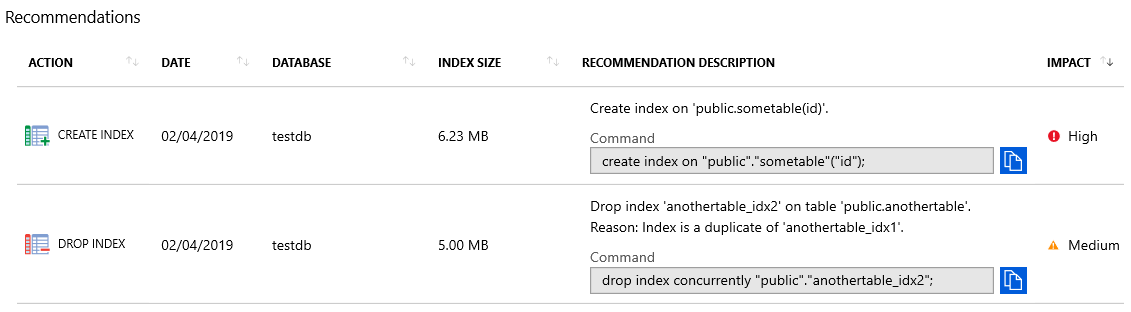 Recommendations
ACTION DATE DATABASE INDEX SIZE RECOMMENDATION DESCRIPTION IMPACT
Create index on 'public.sometable(id)'.
CREATE INDEX 02/04/2019 testdb 6.23 MB Command High
create index on "public"."sometable"("id");
Drop index 'anothertable_idx2' on table 'public.anothertable'.
Reason: Index is a duplicate of 'anothertable_idx1'.
DROP INDEX 02/04/2019 testdb 5.00 MB Command Medium
drop index concurrently "public"."anothertable_idx2";